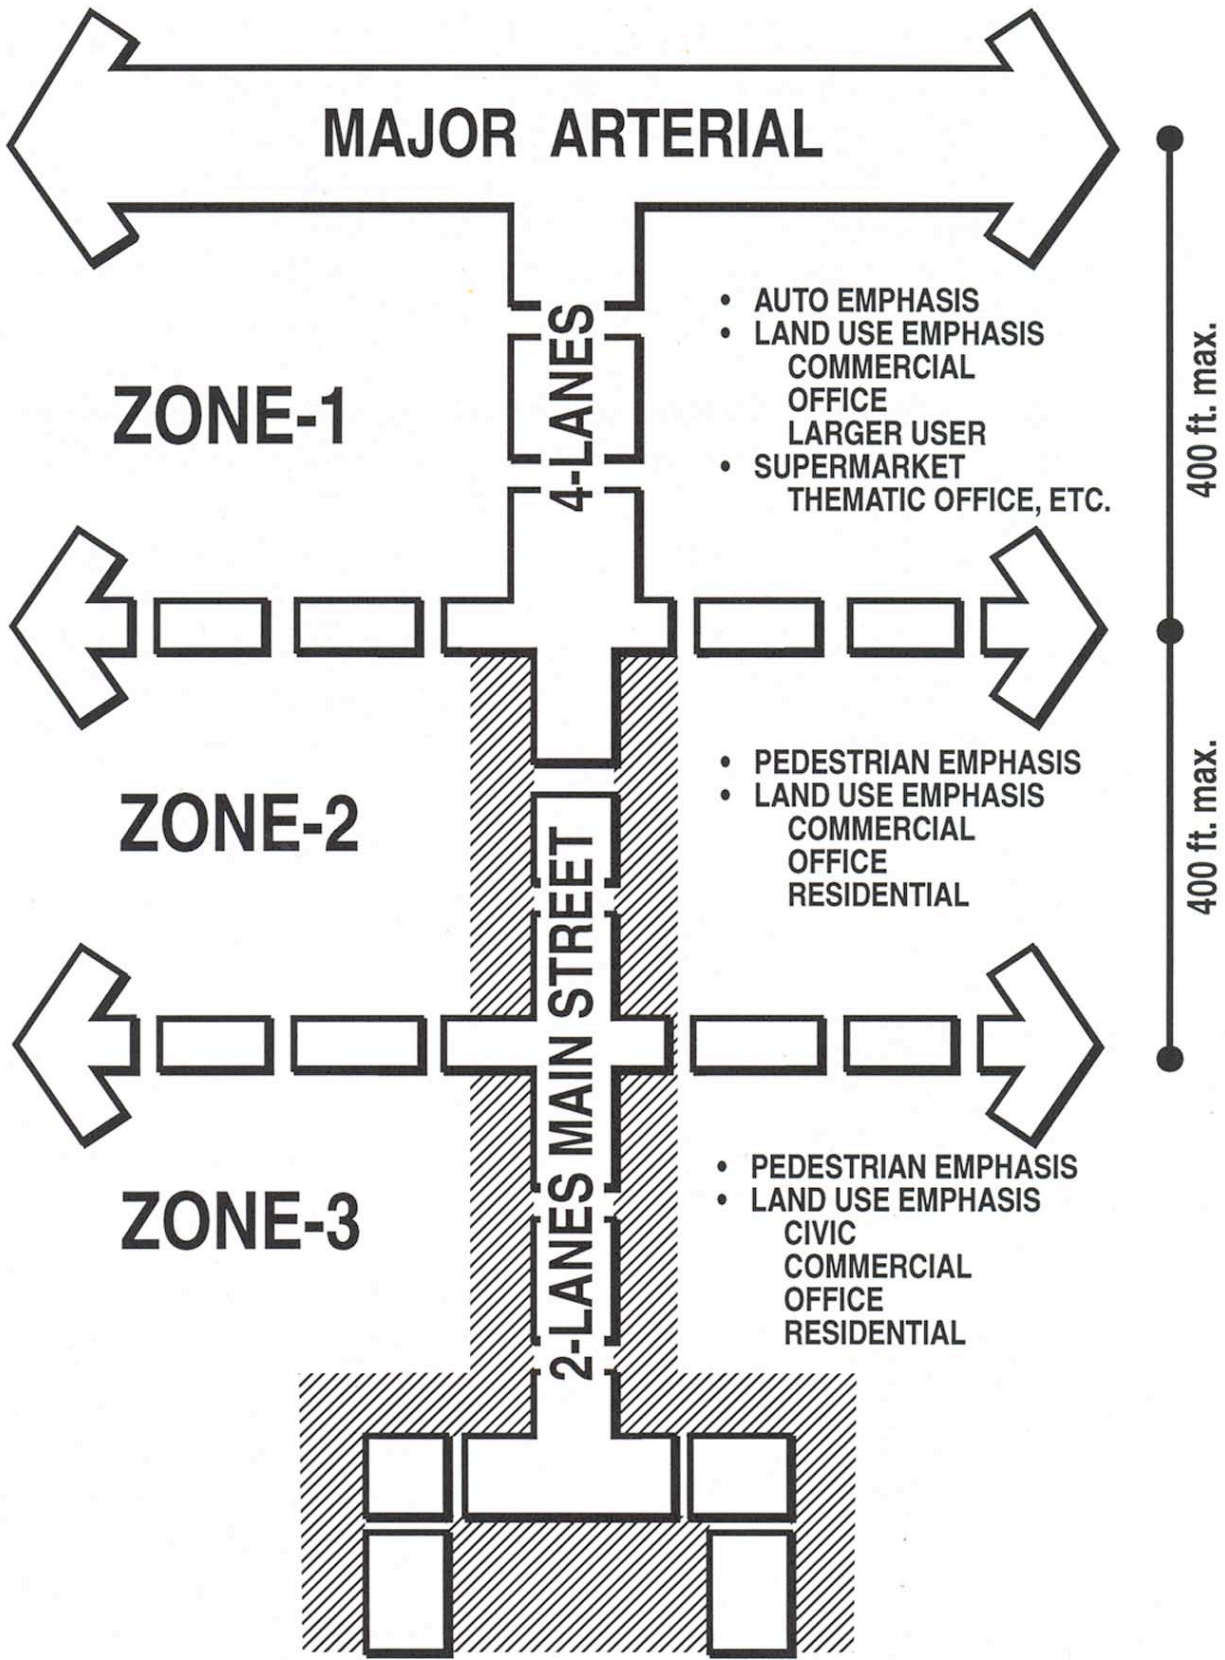 MAJOR ARTERIAL
4-LANES
ZONE-1
• AUTO EMPHASIS
• LAND USE EMPHASIS
COMMERCIAL
OFFICE
LARGER USER
• SUPERMARKET
THEMATIC OFFICE, ETC.
400 ft. max.
ZONE-2
• PEDESTRIAN EMPHASIS
• LAND USE EMPHASIS
COMMERCIAL
OFFICE
RESIDENTIAL
400 ft. max.
2-LANES MAIN STREET
ZONE-3
• PEDESTRIAN EMPHASIS
• LAND USE EMPHASIS
CIVIC
COMMERCIAL
OFFICE
RESIDENTIAL